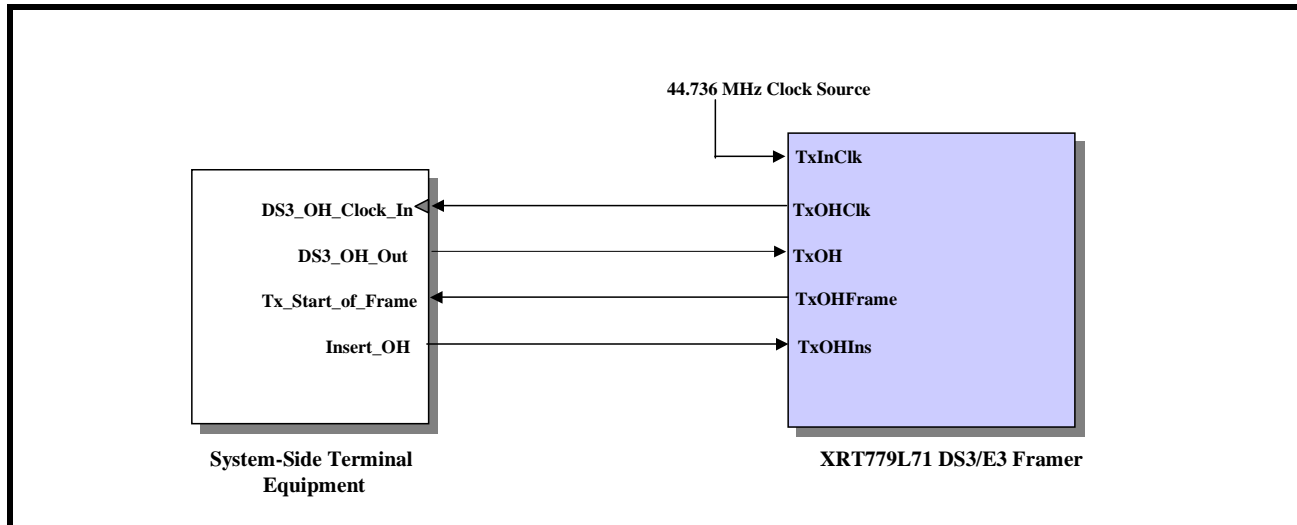 44.736 MHz Clock Source
TxInClk
DS3_OH_Clock_In
TxOHClk
DS3_OH_Out
TxOH
Tx_Start_of_Frame
TxOHFrame
Insert_OH
TxOHIns
System-Side Terminal
Equipment
XRT779L71 DS3/E3 Framer